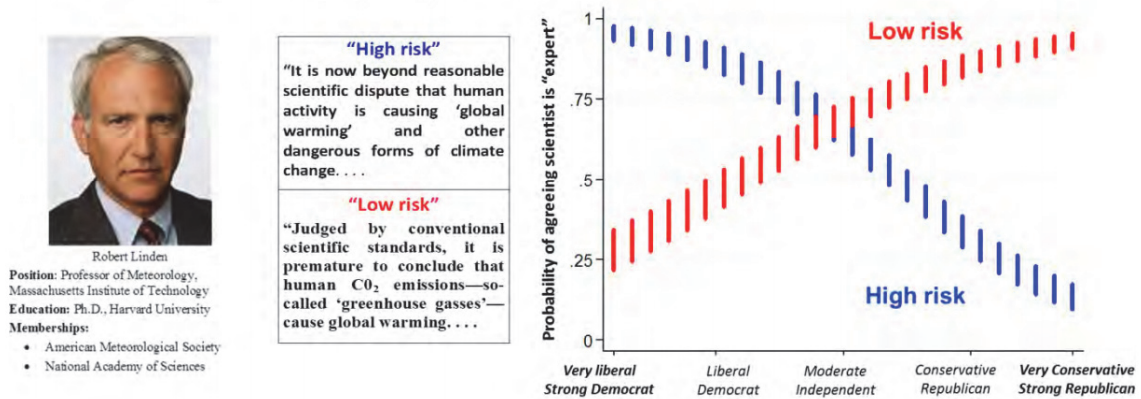 Robert Linden
Position: Professor of Meteorology,
Massachusetts Institute of Technology
Education: Ph.D., Harvard University
Memberships:
• American Meteorological Society
• National Academy of Sciences
“High risk”
“It is now beyond reasonable
scientific dispute that human
activity is causing ‘global
warming’ and other
dangerous forms of climate
change. . . .
“Low risk”
“Judged by conventional
scientific standards, it is
premature to conclude that
human C0₂ emissions—so-
called ‘greenhouse gasses’—
cause global warming. . . .
Probability of agreeing scientist is “expert”
1
.75
.5
.25
0
Low risk
High risk
Very liberal
Strong Democrat
Liberal
Democrat
Moderate
Independent
Conservative
Republican
Very Conservative
Strong Republican